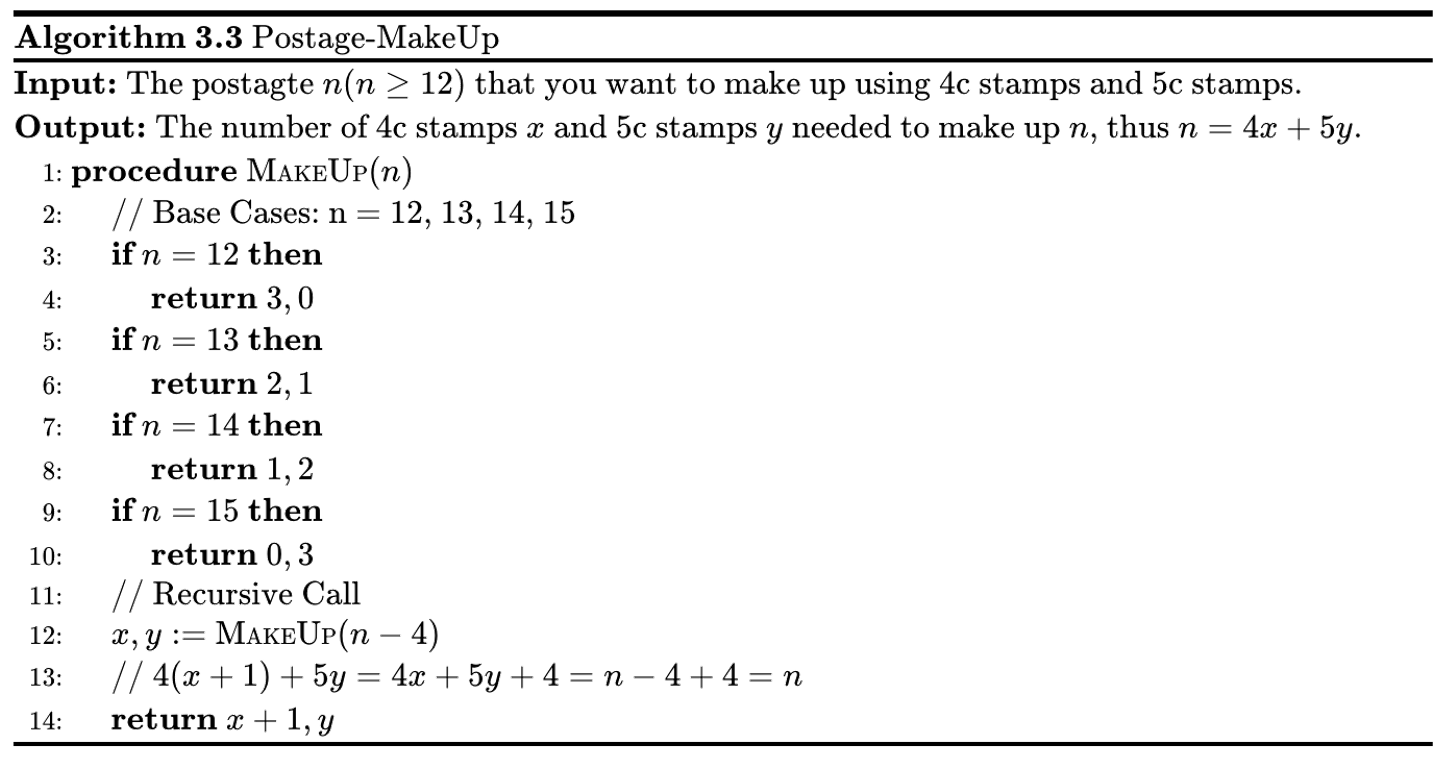 Algorithm 3.3 Postage-MakeUp
Input: The postagte n(n ≥ 12) that you want to make up using 4c stamps and 5c stamps.
Output: The number of 4c stamps x and 5c stamps y needed to make up n, thus n = 4x + 5y.
1: procedure MAKEUP(n)
2: // Base Cases: n = 12, 13, 14, 15
3: if n = 12 then
4: return 3, 0
5: if n = 13 then
6: return 2, 1
7: if n = 14 then
8: return 1, 2
9: if n = 15 then
10: return 0, 3
11: // Recursive Call
12: x, y := MAKEUP(n − 4)
13: // 4(x + 1) + 5y = 4x + 5y + 4 = n − 4 + 4 = n
14: return x + 1, y